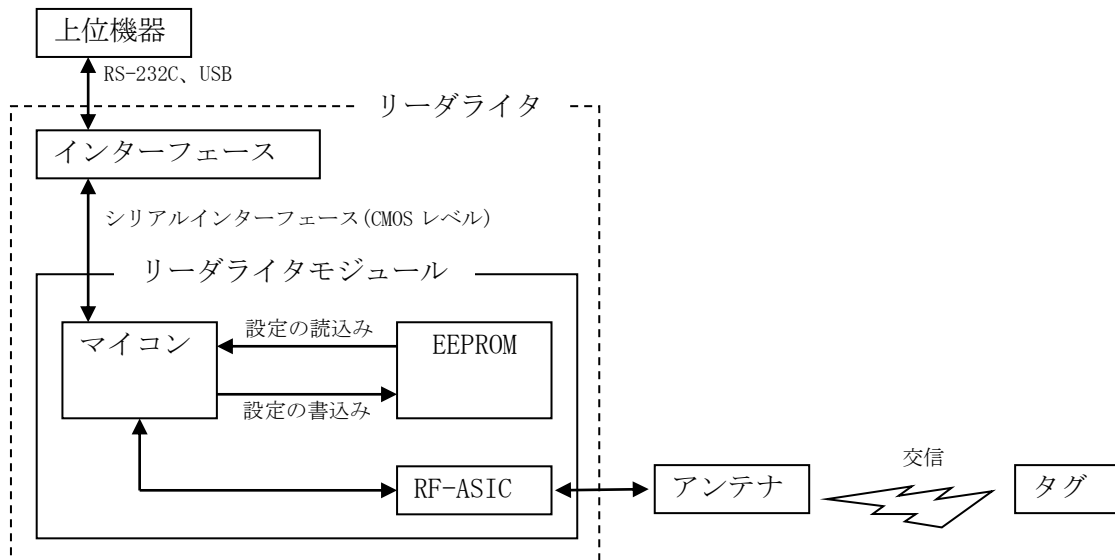 上位機器
RS-232C、USB
リーダライタ
インターフェース
シリアルインターフェース(CMOS レベル)
リーダライタモジュール
マイコン
設定の読込み
EEPROM
設定の書込み
RF-ASIC
アンテナ
交信
タグ